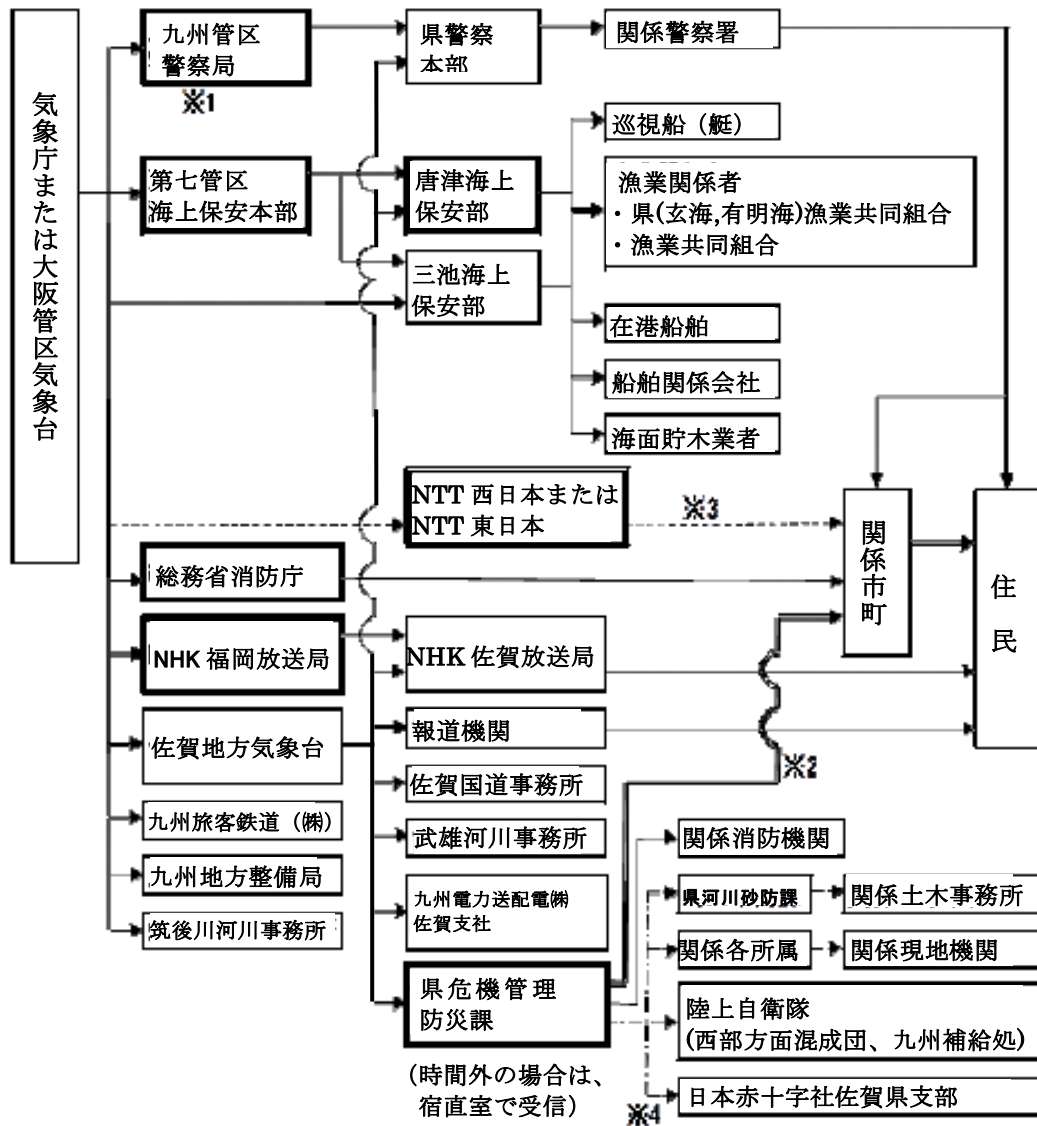 気象庁または大阪管区気象台
九州管区
警察局
※1
県警察
本部
関係警察署
第七管区
海上保安本部
唐津海上
保安部
三池海上
保安部
巡視船（艇）
漁業関係者
・県(玄海,有明海)漁業共同組合
・漁業共同組合
在港船舶
船舶関係会社
海面貯木業者
NTT 西日本または
NTT 東日本
※3
関係市町
住民
総務省消防庁
NHK 福岡放送局
NHK 佐賀放送局
佐賀地方気象台
報道機関
※2
佐賀国道事務所
九州旅客鉄道（㈱）
武雄河川事務所
関係消防機関
九州地方整備局
九州電力送配電㈱
佐賀支社
県河川砂防課
関係土木事務所
筑後川河川事務所
関係各所属
関係現地機関
県危機管理
防災課
陸上自衛隊
(西部方面混成団、九州補給処)
(時間外の場合は、
宿直室で受信)
※4
日本赤十字社佐賀県支部